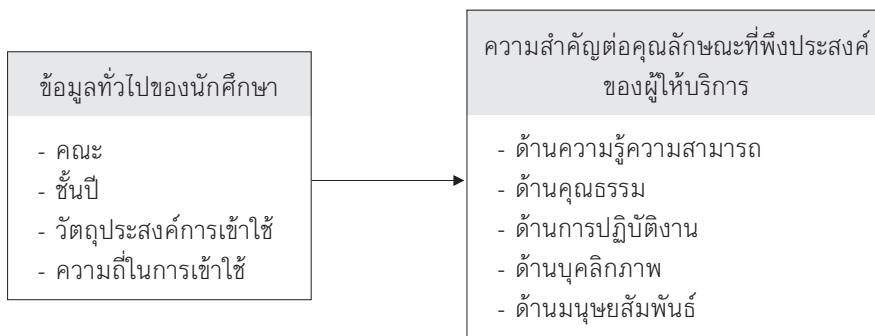 ข้อมูลทั่วไปของนักศึกษา
- คณะ
- ชั้นปี
- วัตถุประสงค์การเข้าใช้
- ความถี่ในการเข้าใช้
ความสำคัญต่อคุณลักษณะที่พึงประสงค์
ของผู้ให้บริการ
- ด้านความรู้ความสามารถ
- ด้านคุณธรรม
- ด้านการปฏิบัติงาน
- ด้านบุคลิกภาพ
- ด้านมนุษยสัมพันธ์